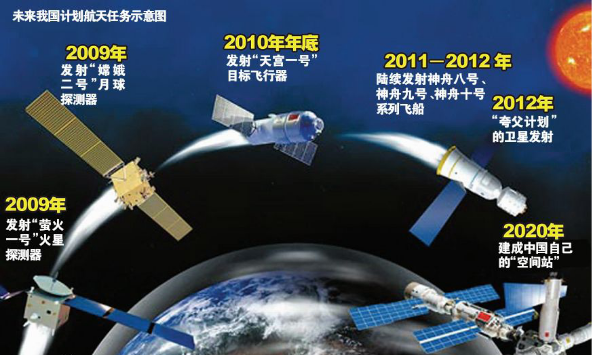 未来我国计划航天任务示意图
2009年
发射“萤火
一号”火星
探测器
2009年
发射“嫦娥
二号”月球
探测器
2010年年底
发射“天宫一号”
目标飞行器
2011－2012年
陆续发射神舟八号、
神舟九号、神舟十号
系列飞船
2012年
“夸父计划”
的卫星发射
2020年
建成中国自己
的“空间站”